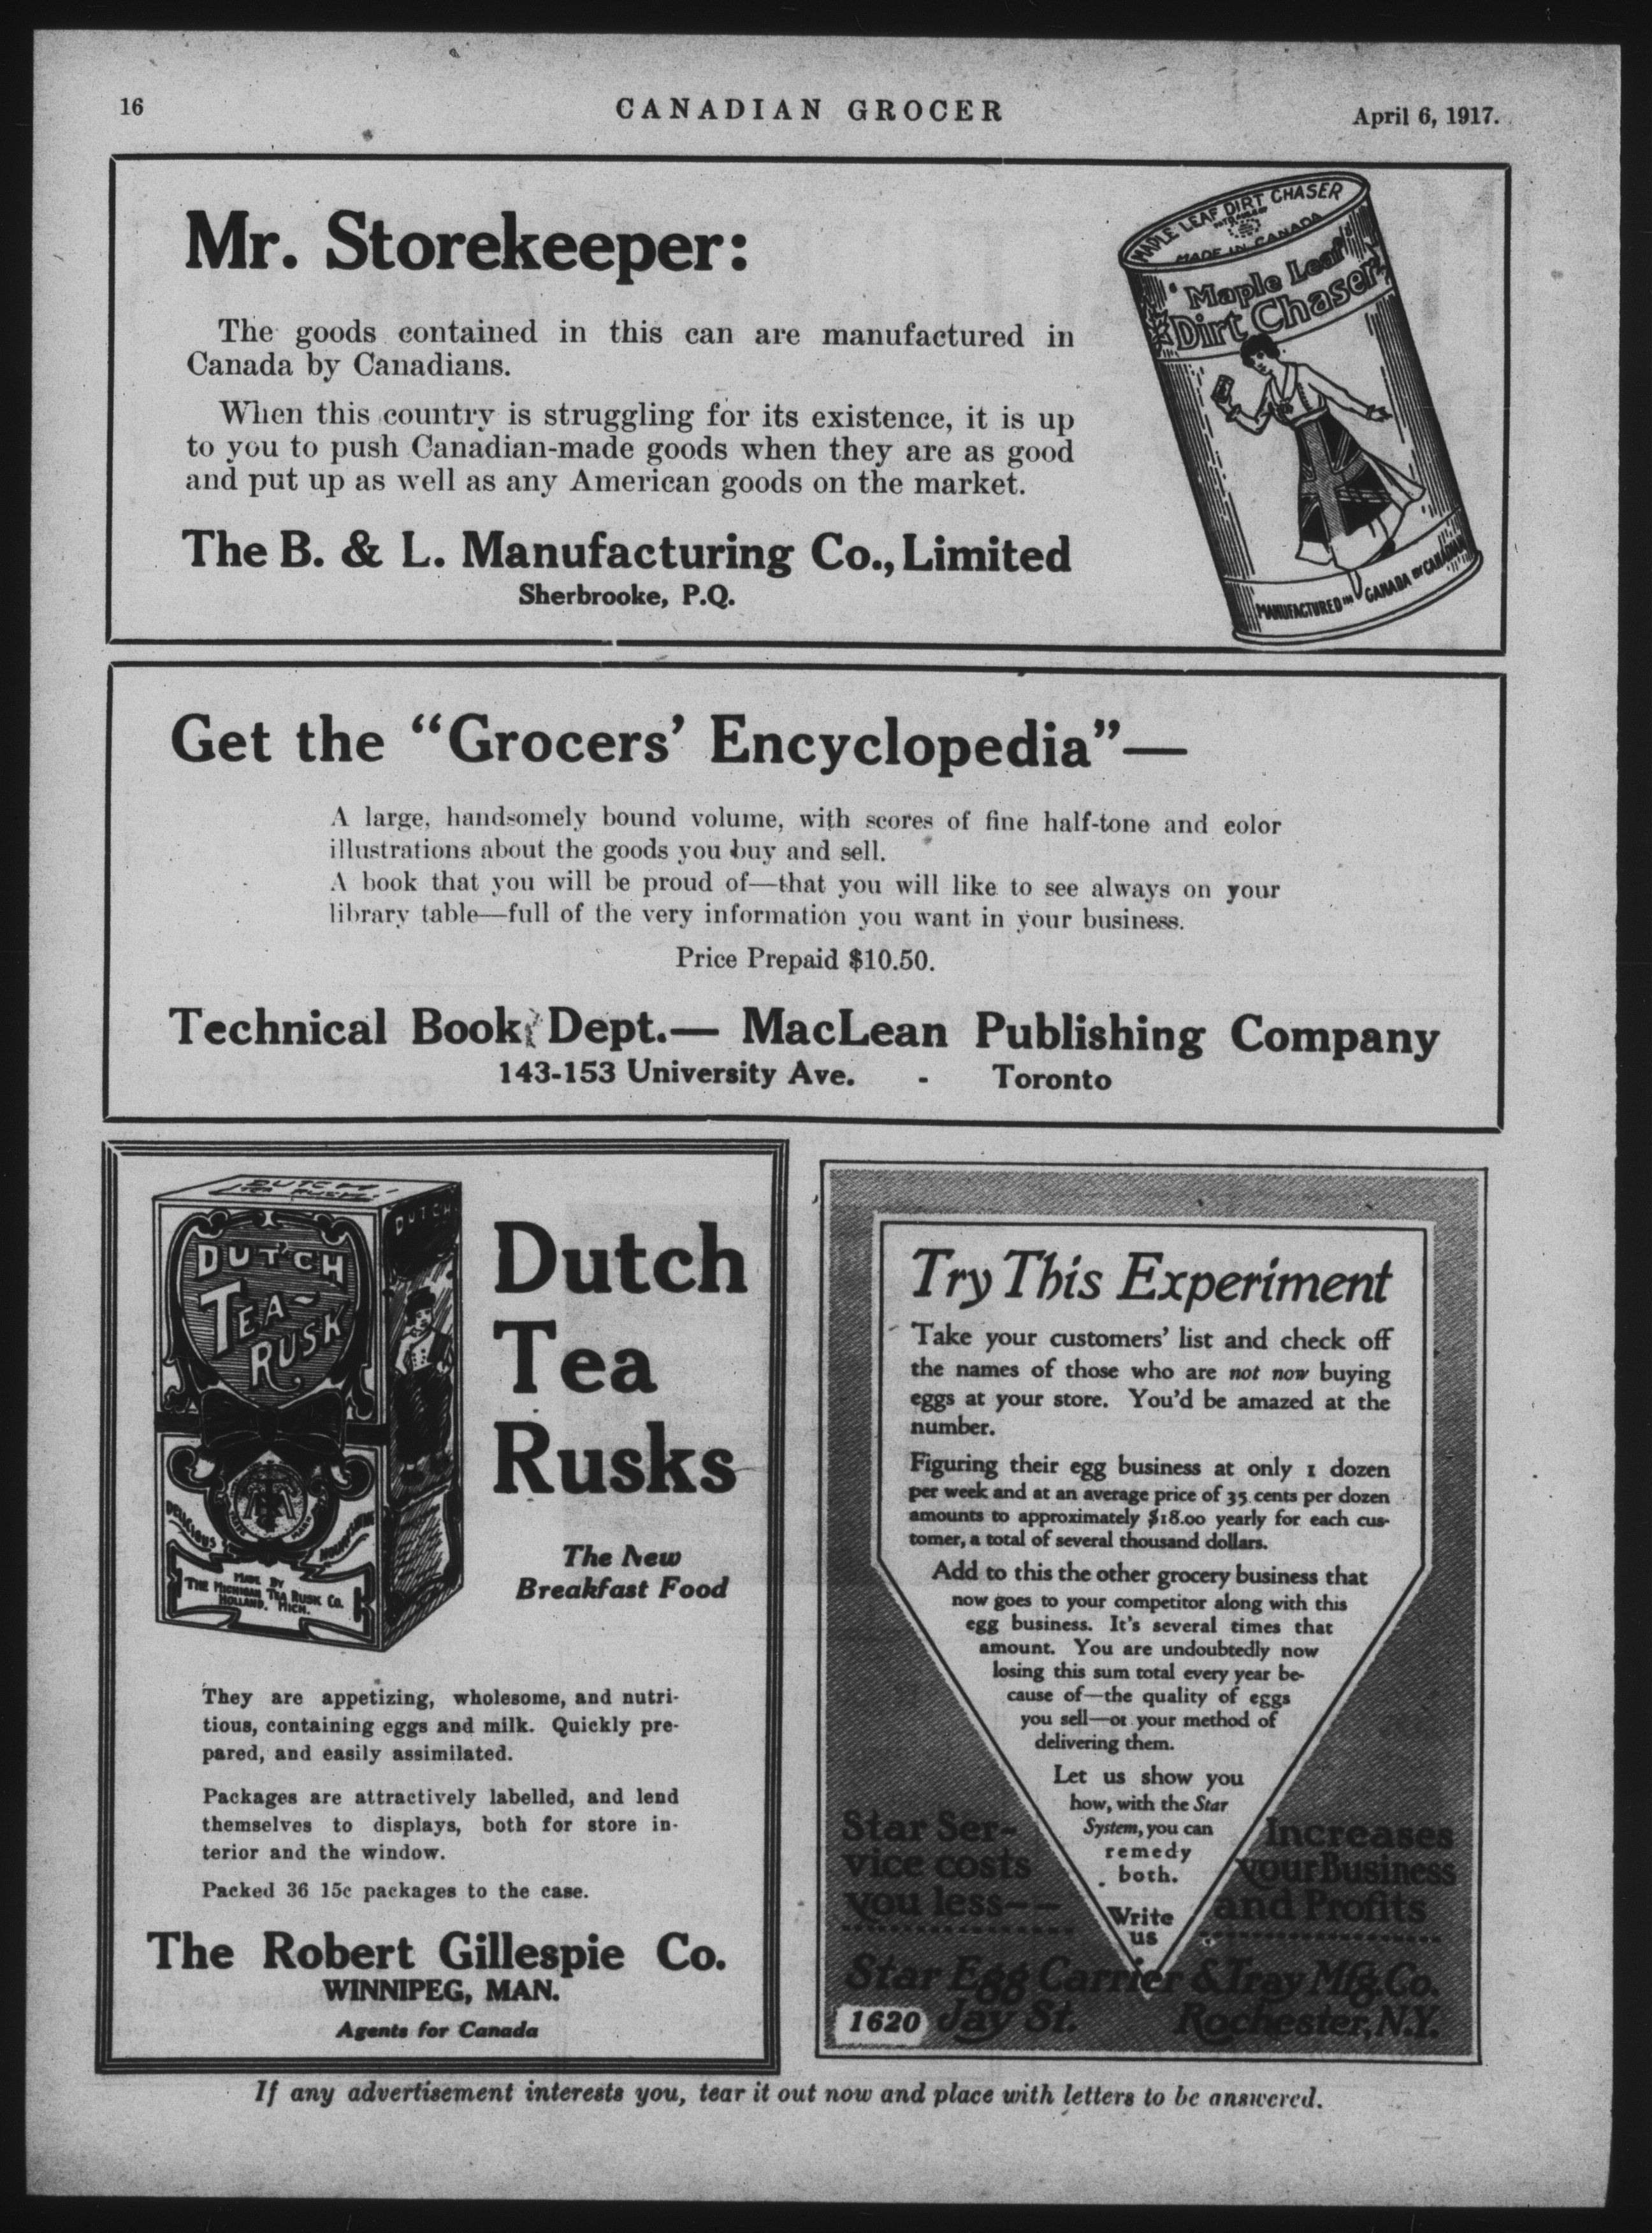 16
CANADIAN GROCER
April 6, 1917.
Mr. Storekeeper:
The goods contained in this can are manufactured in
Canada by Canadians.
When this country is struggling for its existence, it is up
to you to push Canadian-made goods when they are as good
and put up as well as any American goods on the market.
The B. & L. Manufacturing Co., Limited
Sherbrooke, P.Q.
MAPLE LEAF DIRT CHASER
MADE IN CANADA
Maple Leaf
Dirt Chaser
MANUFACTURED IN CANADA BY CANADIANS
Get the "Grocers' Encyclopedia"—
A large, handsomely bound volume, with scores of fine half-tone and color
illustrations about the goods you buy and sell.
A book that you will be proud of—that you will like to see always on your
library table—full of the very information you want in your business.
Price Prepaid $10.50.
Technical Book Dept.— MacLean Publishing Company
143-153 University Ave. - Toronto
DUTCH
TEA RUSK
DUTCH
DUTCH
TEA-
RUSK
DELICIOUS
NOURISHING
MADE BY
THE MICHIGAN TEA RUSK CO.
HOLLAND, MICH.
Dutch
Tea
Rusks
The New
Breakfast Food
They are appetizing, wholesome, and nutri-
tious, containing eggs and milk. Quickly pre-
pared, and easily assimilated.
Packages are attractively labelled, and lend
themselves to displays, both for store in-
terior and the window.
Packed 36 15c packages to the case.
The Robert Gillespie Co.
WINNIPEG, MAN.
Agents for Canada
Try This Experiment
Take your customers' list and check off
the names of those who are not now buying
eggs at your store. You'd be amazed at the
number.
Figuring their egg business at only 1 dozen
per week and at an average price of 35 cents per dozen
amounts to approximately $18.00 yearly for each cus-
tomer, a total of several thousand dollars.
Add to this the other grocery business that
now goes to your competitor along with this
egg business. It's several times that
amount. You are undoubtedly now
losing this sum total every year be-
cause of—the quality of eggs
you sell—or your method of
delivering them.
Let us show you
how, with the Star
System, you can
remedy
both.
Write
us
Star Ser-
vice costs
you less--
Increases
your Business
and Profits
Star Egg Carrier & Tray Mfg. Co.
1620 Jay St. Rochester, N.Y.
If any advertisement interests you, tear it out now and place with letters to be answered.